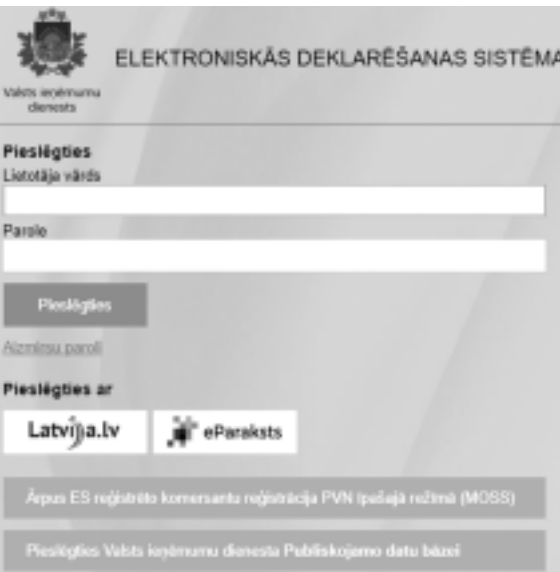 ELEKTRONISKĀS DEKLARĒŠANAS SISTĒMA
Valsts ieņēmumu
dienests
Pieslēgties
Lietotāja vārds
Parole
Pieslēgties
Aizmirsu paroli
Pieslēgties ar
Latvija.lv eParaksts
Ārpus ES reģistrēto komersantu reģistrācija PVN īpašajā režīmā (MOSS)
Pieslēgties Valsts ieņēmumu dienesta Publiskojamo datu bāzei